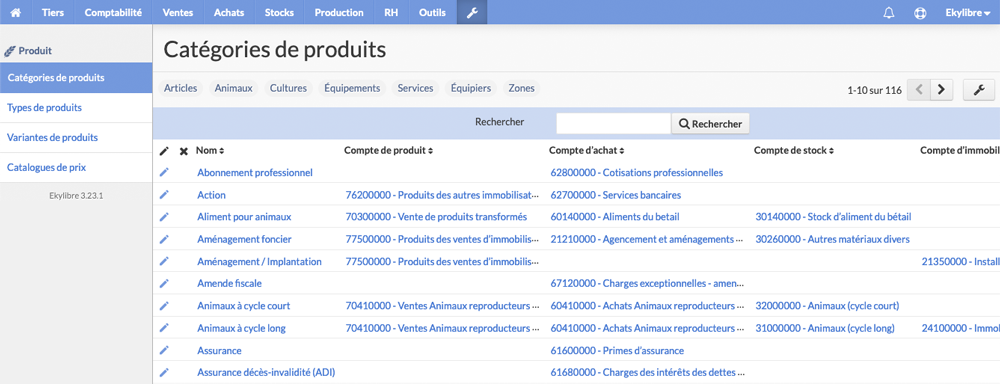 Tiers Comptabilité Ventes Achats Stocks Production RH Outils Ekylibre
Produit
Catégories de produits
Types de produits
Variantes de produits
Catalogues de prix
Ekylibre 3.23.1
Catégories de produits
Articles Animaux Cultures Équipements Services Équipiers Zones
1-10 sur 116
Rechercher Rechercher
Nom Compte de produit Compte d'achat Compte de stock Compte d'immobil
Abonnement professionnel 62800000 - Cotisations professionnelles
Action 76200000 - Produits des autres immobilisat… 62700000 - Services bancaires
Aliment pour animaux 70300000 - Vente de produits transformés 60140000 - Aliments du betail 30140000 - Stock d'aliment du bétail
Aménagement foncier 77500000 - Produits des ventes d'immobilis… 21210000 - Agencement et aménagements … 30260000 - Autres matériaux divers
Aménagement / Implantation 77500000 - Produits des ventes d'immobilis… 21350000 - Install
Amende fiscale 67120000 - Charges exceptionnelles - amen…
Animaux à cycle court 70410000 - Ventes Animaux reproducteurs … 60410000 - Achats Animaux reproducteurs … 32000000 - Animaux (cycle court)
Animaux à cycle long 70410000 - Ventes Animaux reproducteurs … 60410000 - Achats Animaux reproducteurs … 31000000 - Animaux (cycle long) 24100000 - Immol
Assurance 61600000 - Primes d'assurance
Assurance décès-invalidité (ADI) 61680000 - Charges des intérêts des dettes …